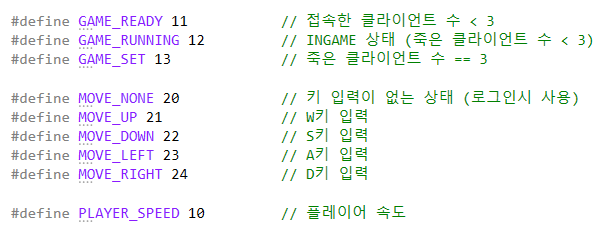 #define GAME_READY 11 // 접속한 클라이언트 수 < 3
#define GAME_RUNNING 12 // INGAME 상태 (죽은 클라이언트 수 < 3)
#define GAME_SET 13 // 죽은 클라이언트 수 == 3
#define MOVE_NONE 20 // 키 입력이 없는 상태 (로그인시 사용)
#define MOVE_UP 21 // W키 입력
#define MOVE_DOWN 22 // S키 입력
#define MOVE_LEFT 23 // A키 입력
#define MOVE_RIGHT 24 // D키 입력
#define PLAYER_SPEED 10 // 플레이어 속도